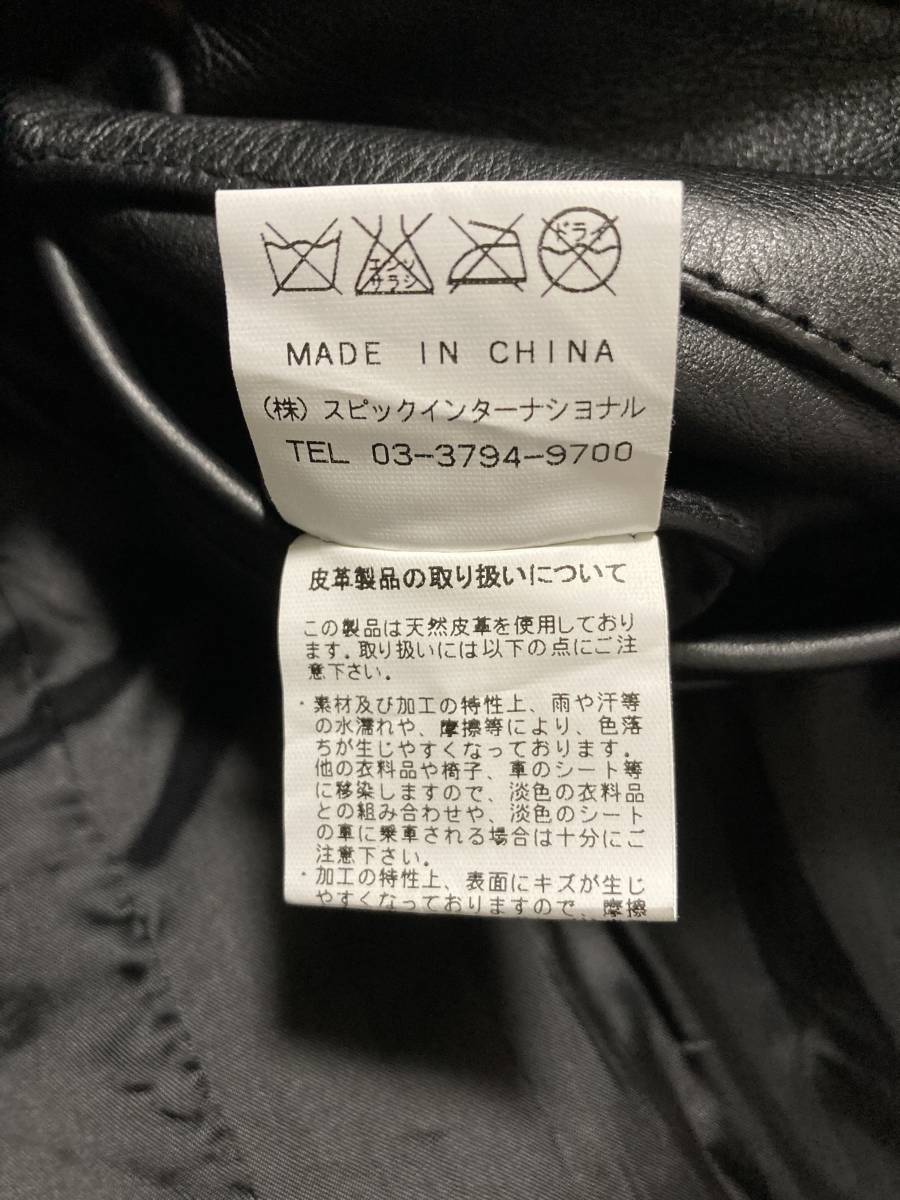 エンソ
サラシ
ドライ
MADE IN CHINA
（株）スピックインターナショナル
TEL 03-3794-9700
皮革製品の取り扱いについて
この製品は天然皮革を使用しており
ます.取り扱いには以下の点にご注
意下さい。
・素材及び加工の特性上、雨や汗等
の水濡れや、摩擦等により、色落
ちが生じやすくなっております。
他の衣料品や椅子、車のシート等
に移染しますので、淡色の衣料品
との組み合わせや、淡色のシート
の車に乗車される場合は十分にご
注意下さい。
・加工の特性上、表面にキズが生じ
やすくなっておりますので、摩擦